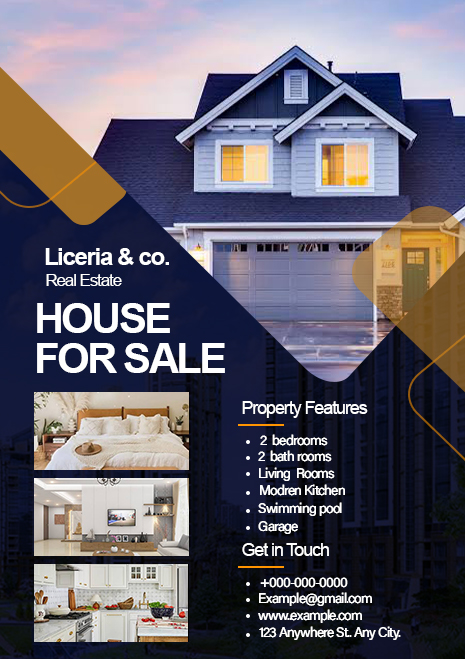 Liceria & co.
Real Estate
HOUSE
FOR SALE
Property Features
2 bedrooms
2 bath rooms
Living Rooms
Modren Kitchen
Swimming pool
Garage
Get in Touch
+000-000-0000
Example@gmail.com
www.example.com
123 Anywhere St. Any City.